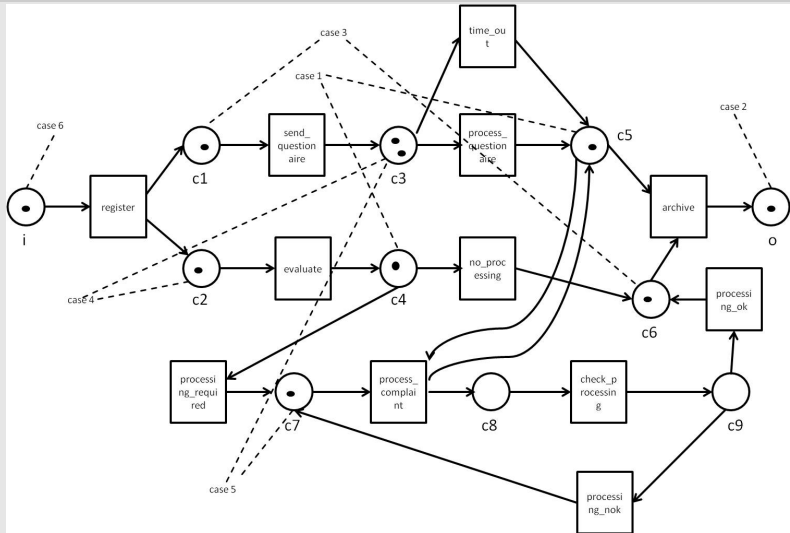 time_ou
t
case 3
case 1
case 2
case 6
c5
send_
question
aire
process_
question
aire
c1
c3
register
archive
i
o
evaluate
no_proc
essing
c2
c4
case 4
processi
ng_ok
c6
processi
ng_requi
red
process_
complai
nt
check_p
rocessin
g
c7
c8
c9
case 5
processi
ng_nok